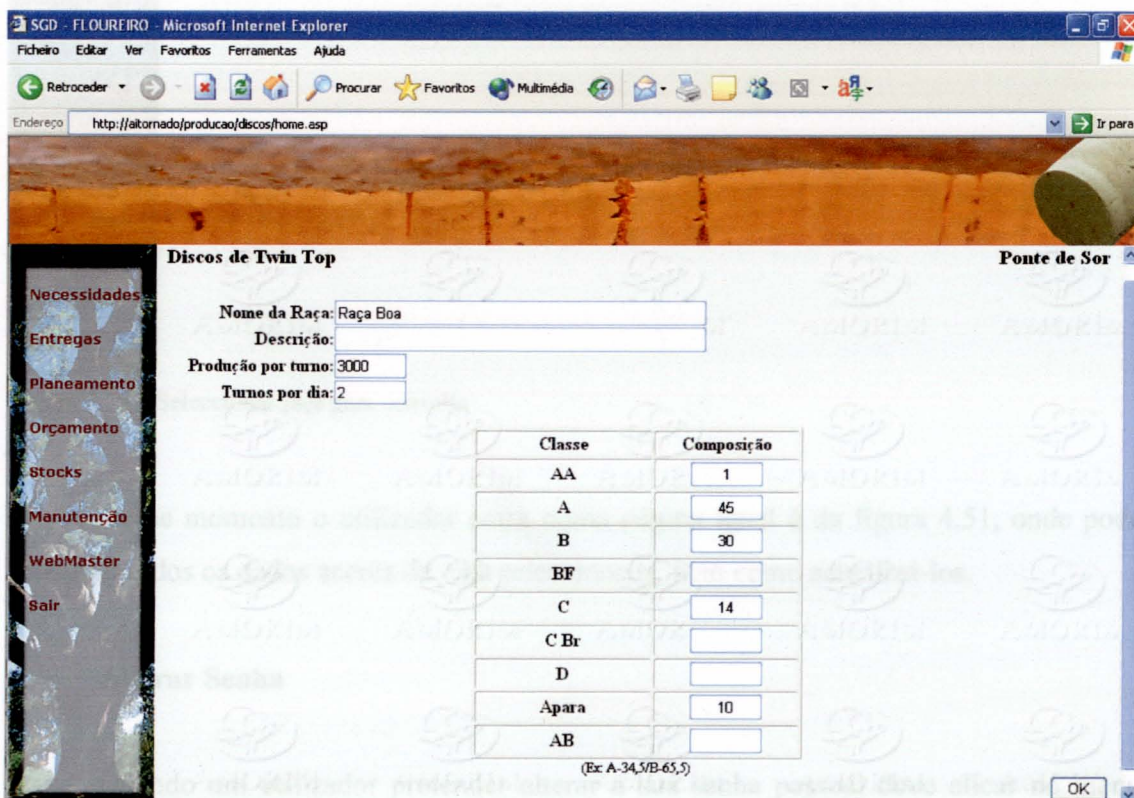 SGD - FLOUREIRO - Microsoft Internet Explorer
Ficheiro Editar Ver Favoritos Ferramentas Ajuda
Retroceder Procurar Favoritos Multimédia
Endereço http://aitornado/producao/discos/home.asp Ir para
Discos de Twin Top Ponte de Sor
Necessidades
Entregas
Planeamento
Orçamento
Stocks
Manutenção
WebMaster
Sair
Nome da Raça: Raça Boa
Descrição:
Produção por turno: 3000
Turnos por dia: 2
Classe Composição
AA 1
A 45
B 30
BF
C 14
C Br
D
Apara 10
AB
(Ex: A-34,5/B-65,5)
OK